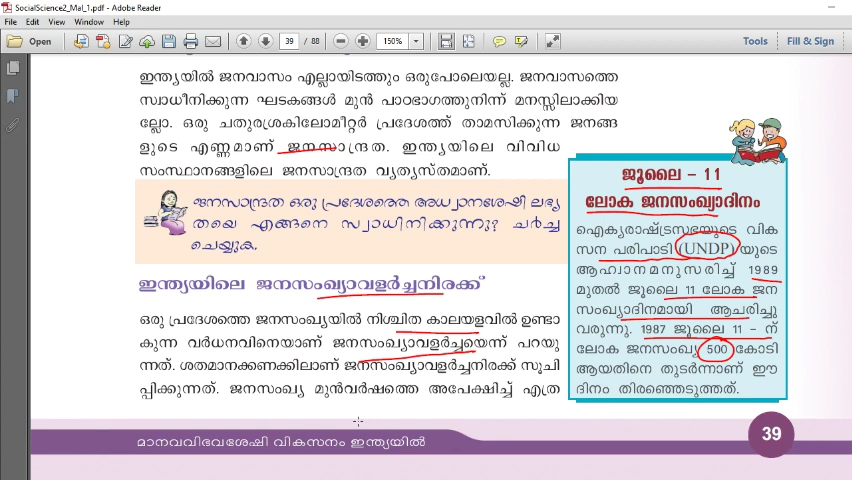 SocialScience2_Mal_1.pdf - Adobe Reader
File Edit View Window Help
Open 39 / 88 150% Tools Fill & Sign
ഇന്ത്യയിൽ ജനവാസം എല്ലായിടത്തും ഒരുപോലെയല്ല. ജനവാസത്തെ
സ്വാധീനിക്കുന്ന ഘടകങ്ങൾ മുൻ പാഠഭാഗത്തുനിന്ന് മനസ്സിലാക്കിയ
ല്ലോ. ഒരു ചതുരശ്രകിലോമീറ്റർ പ്രദേശത്ത് താമസിക്കുന്ന ജനങ്ങ
ളുടെ എണ്ണമാണ് ജനസാന്ദ്രത. ഇന്ത്യയിലെ വിവിധ
സംസ്ഥാനങ്ങളിലെ ജനസാന്ദ്രത വ്യത്യസ്തമാണ്.
ജനസാന്ദ്രത ഒരു പ്രദേശത്തെ അധ്വാനശേഷി ലഭ്യ
തയെ എങ്ങനെ സ്വാധീനിക്കുന്നു? ചർച്ച
ചെയ്യുക.
ഇന്ത്യയിലെ ജനസംഖ്യാവളർച്ചനിരക്ക്
ഒരു പ്രദേശത്തെ ജനസംഖ്യയിൽ നിശ്ചിത കാലയളവിൽ ഉണ്ടാ
കുന്ന വർധനവിനെയാണ് ജനസംഖ്യാവളർച്ചയെന്ന് പറയു
ന്നത്. ശതമാനക്കണക്കിലാണ് ജനസംഖ്യാവളർച്ചനിരക്ക് സൂചി
പ്പിക്കുന്നത്. ജനസംഖ്യ മുൻവർഷത്തെ അപേക്ഷിച്ച് എത്ര
ജൂലൈ - 11
ലോക ജനസംഖ്യാദിനം
ഐക്യരാഷ്ട്രസഭയുടെ വിക
സന പരിപാടി (UNDP) യുടെ
ആഹ്വാനമനുസരിച്ച് 1989
മുതൽ ജൂലൈ 11 ലോക ജന
സംഖ്യാദിനമായി ആചരിച്ചു
വരുന്നു. 1987 ജൂലൈ 11 - ന്
ലോക ജനസംഖ്യ 500 കോടി
ആയതിനെ തുടർന്നാണ് ഈ
ദിനം തിരഞ്ഞെടുത്തത്.
മാനവവിഭവശേഷി വികസനം ഇന്ത്യയിൽ
39